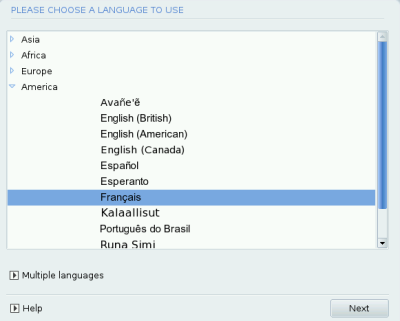 PLEASE CHOOSE A LANGUAGE TO USE
Asia
Africa
Europe
America
Avañe'ẽ
English (British)
English (American)
English (Canada)
Español
Esperanto
Français
Kalaallisut
Português do Brasil
Runa Simi
Multiple languages
Help
Next